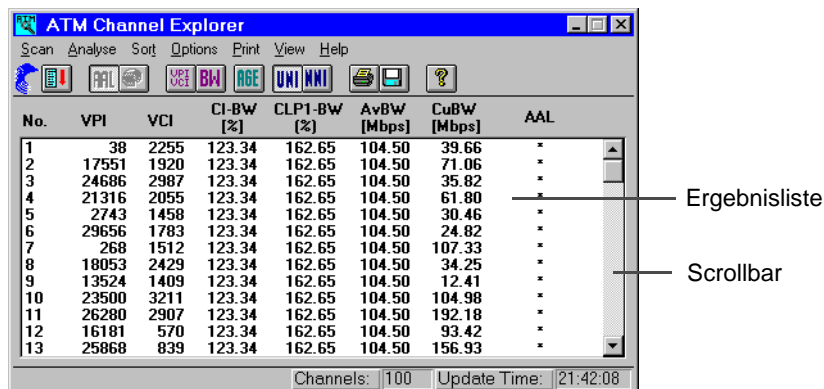 ATM ATM Channel Explorer
Scan Analyse Sort Options Print View Help
AAL VPI VCI BW AGE UNI NNI ?
No. VPI VCI CI-BW [%] CLP1-BW (%) AvBW [Mbps] CuBW [Mbps] AAL
1 38 2255 123.34 162.65 104.50 39.66 *
2 17551 1920 123.34 162.65 104.50 71.06 *
3 24686 2987 123.34 162.65 104.50 35.82 *
4 21316 2055 123.34 162.65 104.50 61.80 *
5 2743 1458 123.34 162.65 104.50 30.46 *
6 29656 1783 123.34 162.65 104.50 24.82 *
7 268 1512 123.34 162.65 104.50 107.33 *
8 18053 2429 123.34 162.65 104.50 34.25 *
9 13524 1409 123.34 162.65 104.50 12.41 *
10 23500 3211 123.34 162.65 104.50 104.98 *
11 26280 2907 123.34 162.65 104.50 192.18 *
12 16181 570 123.34 162.65 104.50 93.42 *
13 25868 839 123.34 162.65 104.50 156.93 *
Channels: 100 Update Time: 21:42:08
Ergebnisliste
Scrollbar